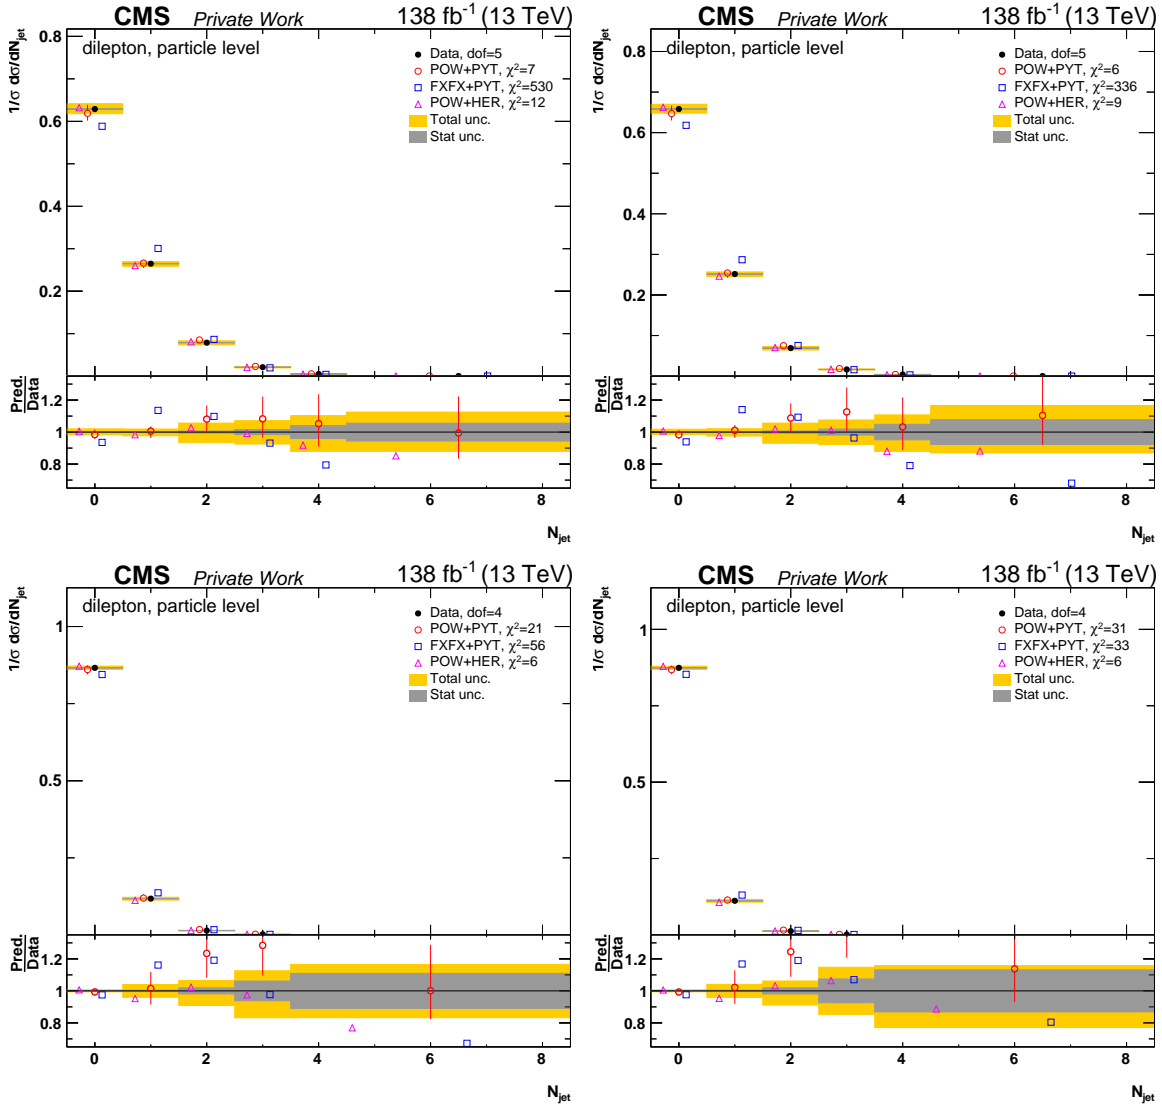 CMS Private Work 138 fb⁻¹ (13 TeV)
1/σ dσ/dN_jet
dilepton, particle level
Data, dof=5
POW+PYT, χ²=7
FXFX+PYT, χ²=530
POW+HER, χ²=12
Total unc.
Stat unc.
0.8
0.6
0.4
0.2
Pred.
Data
1.2
1
0.8
0 2 4 6 8
N_jet
CMS Private Work 138 fb⁻¹ (13 TeV)
1/σ dσ/dN_jet
dilepton, particle level
Data, dof=5
POW+PYT, χ²=6
FXFX+PYT, χ²=336
POW+HER, χ²=9
Total unc.
Stat unc.
0.8
0.6
0.4
0.2
Pred.
Data
1.2
1
0.8
0 2 4 6 8
N_jet
CMS Private Work 138 fb⁻¹ (13 TeV)
1/σ dσ/dN_jet
dilepton, particle level
Data, dof=4
POW+PYT, χ²=21
FXFX+PYT, χ²=56
POW+HER, χ²=6
Total unc.
Stat unc.
1
0.5
Pred.
Data
1.2
1
0.8
0 2 4 6 8
N_jet
CMS Private Work 138 fb⁻¹ (13 TeV)
1/σ dσ/dN_jet
dilepton, particle level
Data, dof=4
POW+PYT, χ²=31
FXFX+PYT, χ²=33
POW+HER, χ²=6
Total unc.
Stat unc.
1
0.5
Pred.
Data
1.2
1
0.8
0 2 4 6 8
N_jet